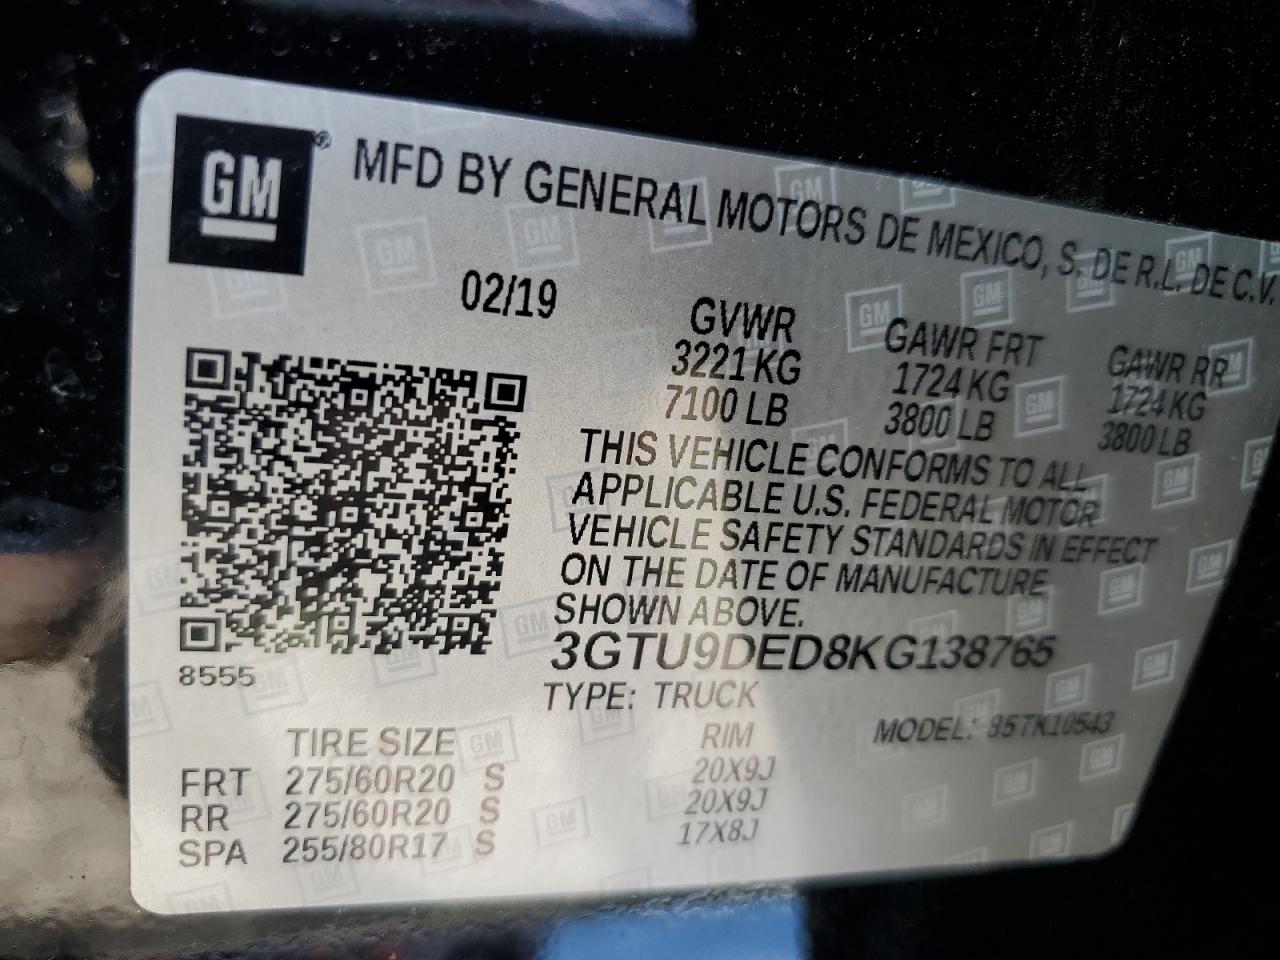 GM® MFD BY GENERAL MOTORS DE MEXICO, S. DE R.L. DE C.V.
02/19
GVWR GAWR FRT GAWR RR
3221 KG 1724 KG 1724 KG
7100 LB 3800 LB 3800 LB
THIS VEHICLE CONFORMS TO ALL
APPLICABLE U.S. FEDERAL MOTOR
VEHICLE SAFETY STANDARDS IN EFFECT
ON THE DATE OF MANUFACTURE
SHOWN ABOVE.
3GTU9DED8KG138765
8555
TYPE: TRUCK
MODEL: 85TK10543
TIRE SIZE RIM
FRT 275/60R20 S 20X9J
RR 275/60R20 S 20X9J
SPA 255/80R17 S 17X8J